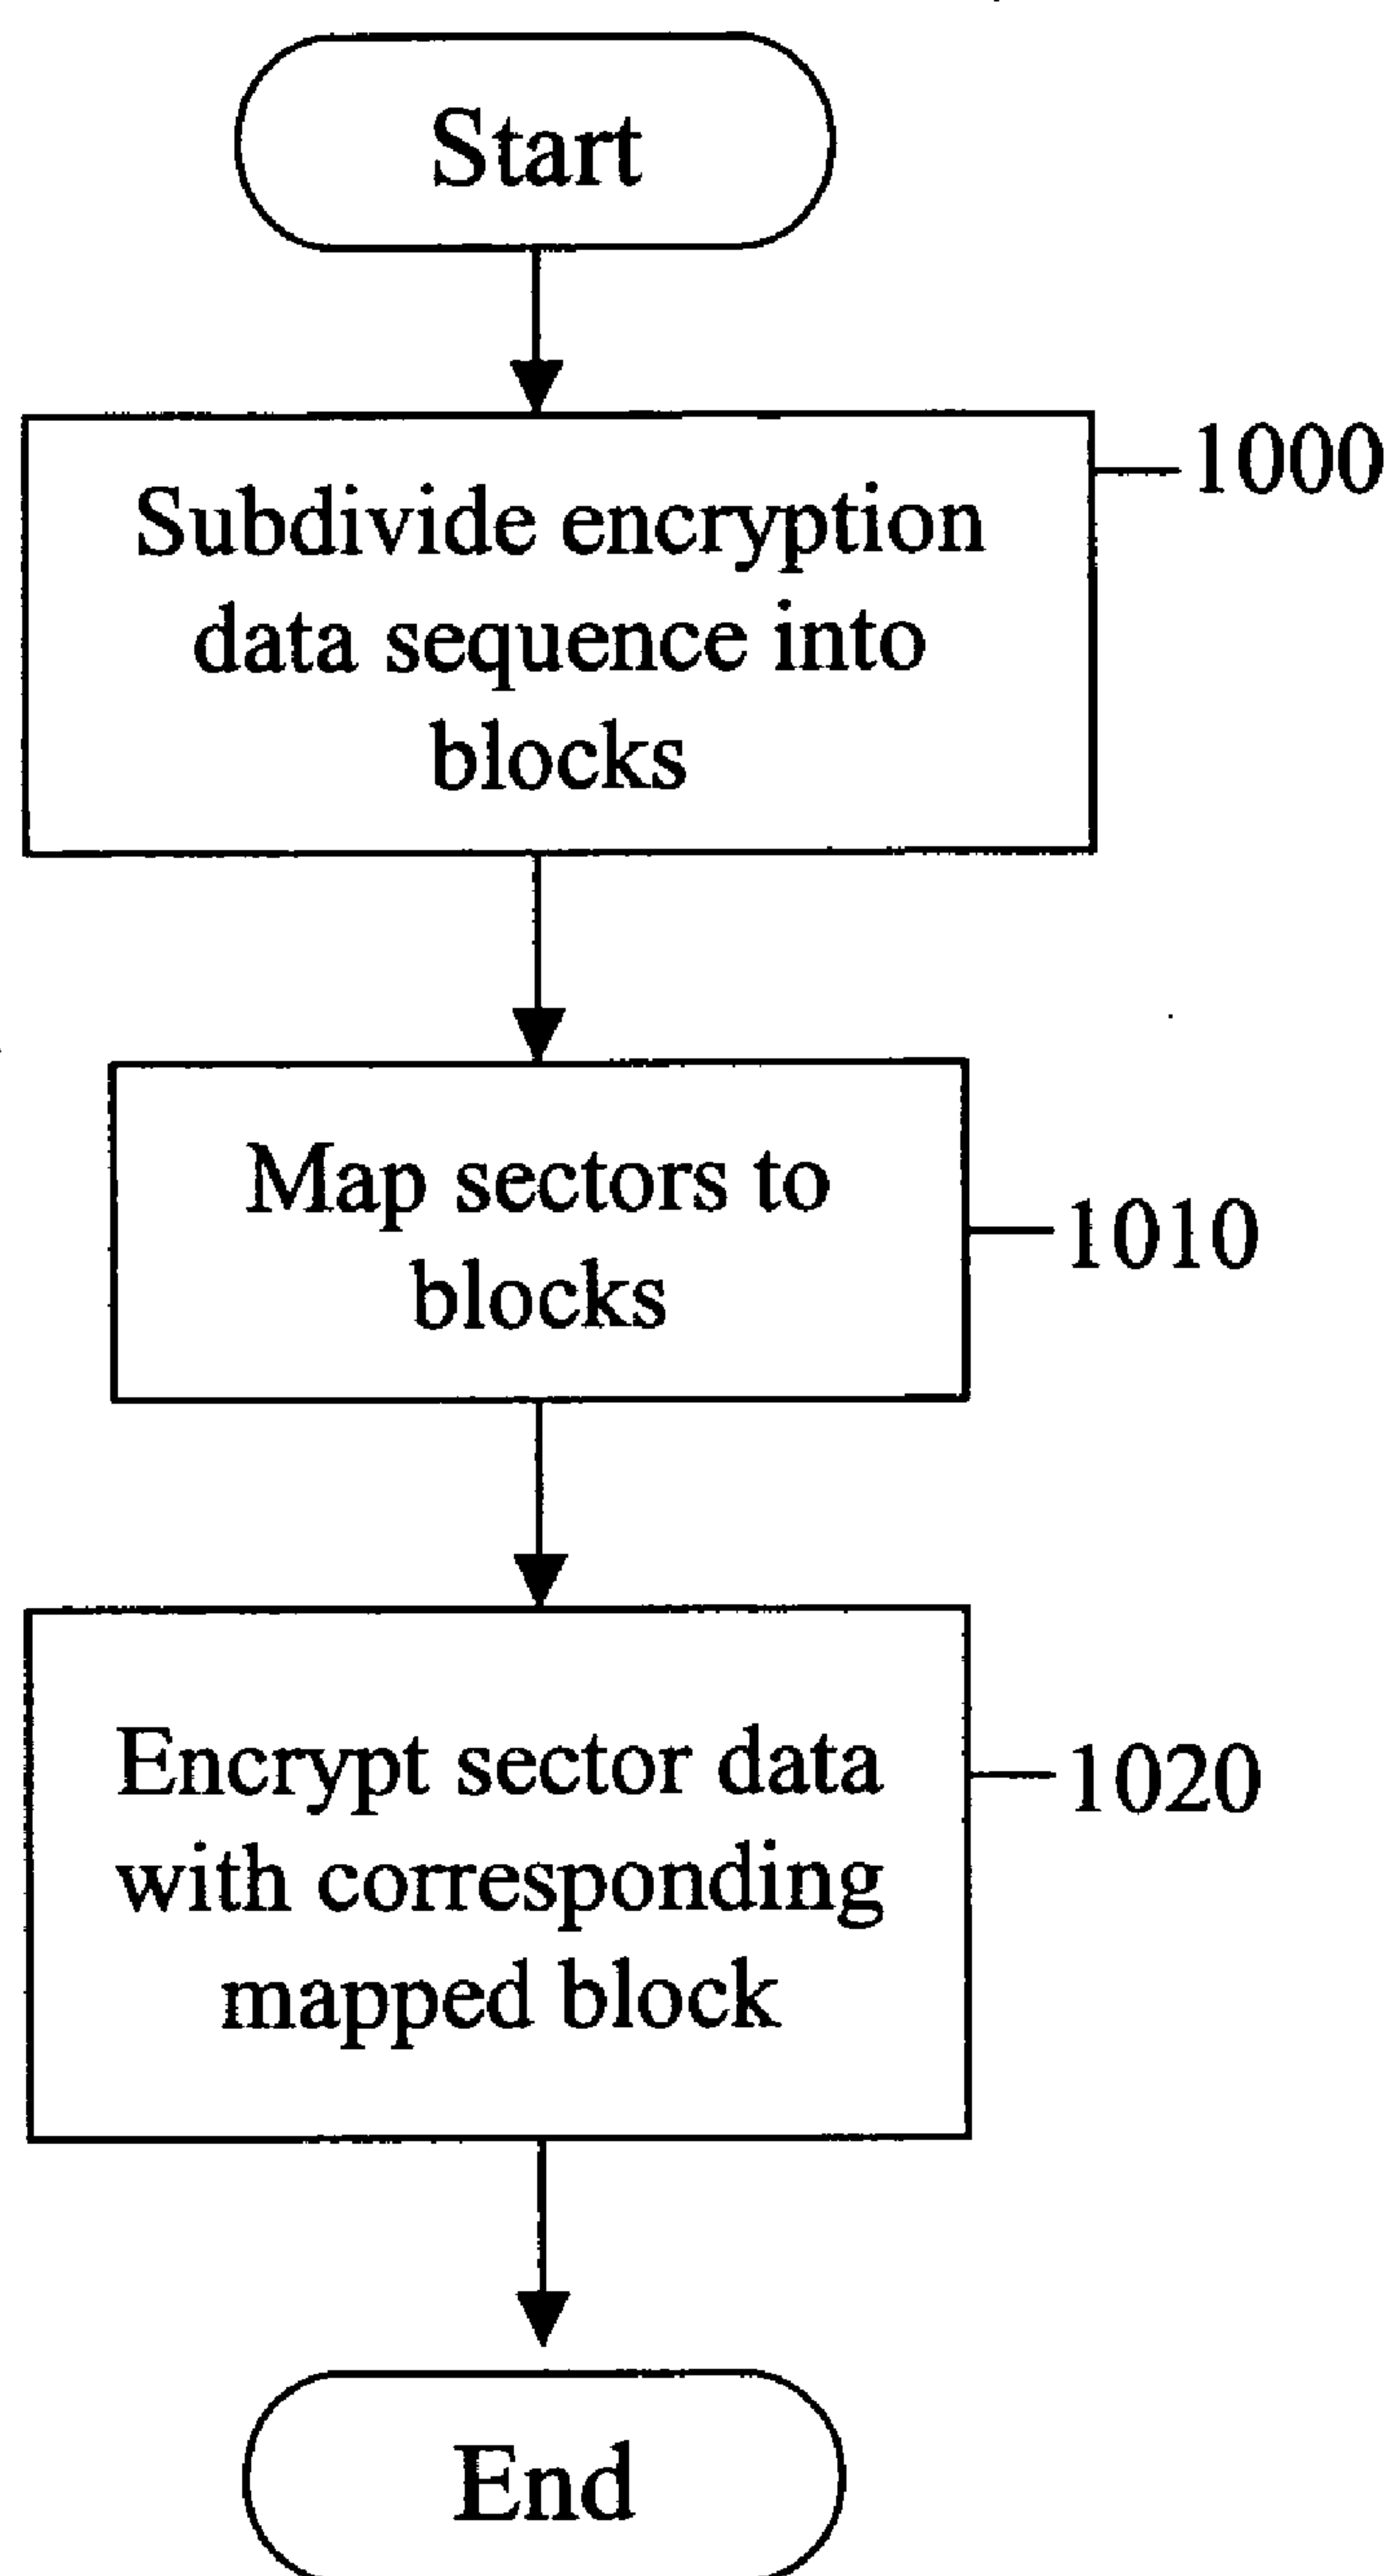 Start
1000
Subdivide encryption
data sequence into
blocks
Map sectors to
blocks
1010
Encrypt sector data
with corresponding
mapped block
1020
End